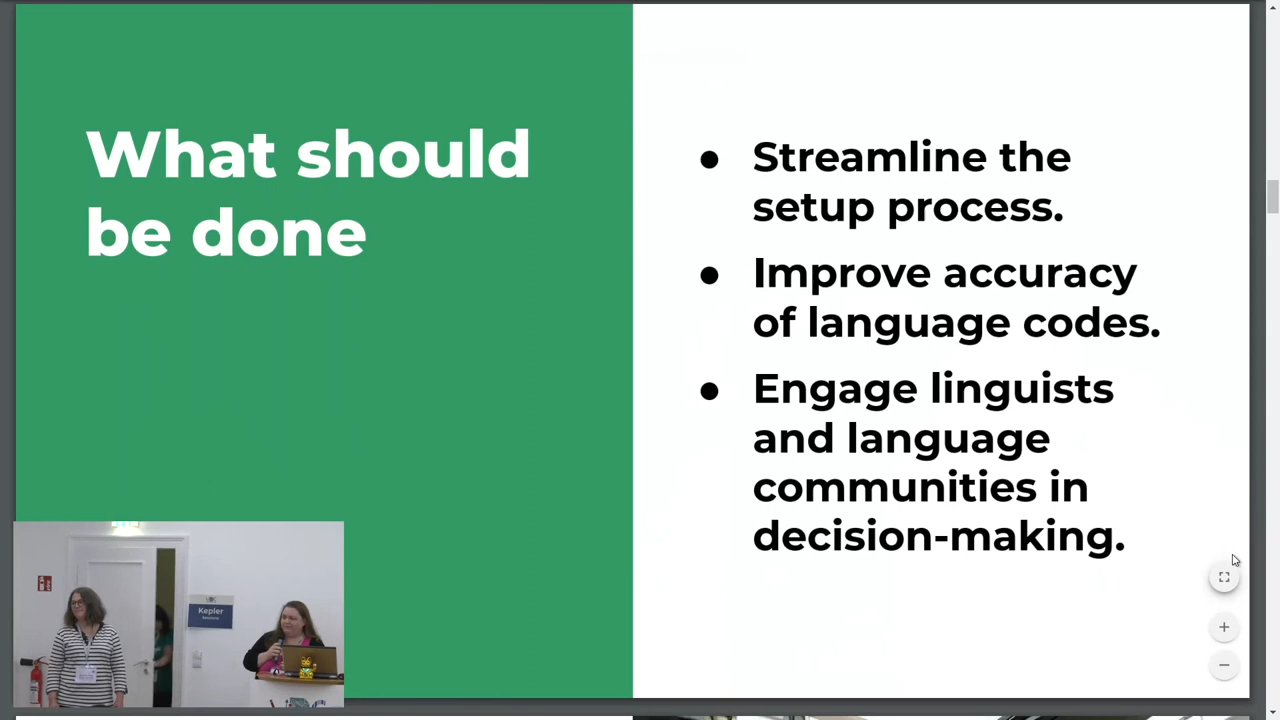 What should
be done
● Streamline the
setup process.
● Improve accuracy
of language codes.
● Engage linguists
and language
communities in
decision-making.
Kepler